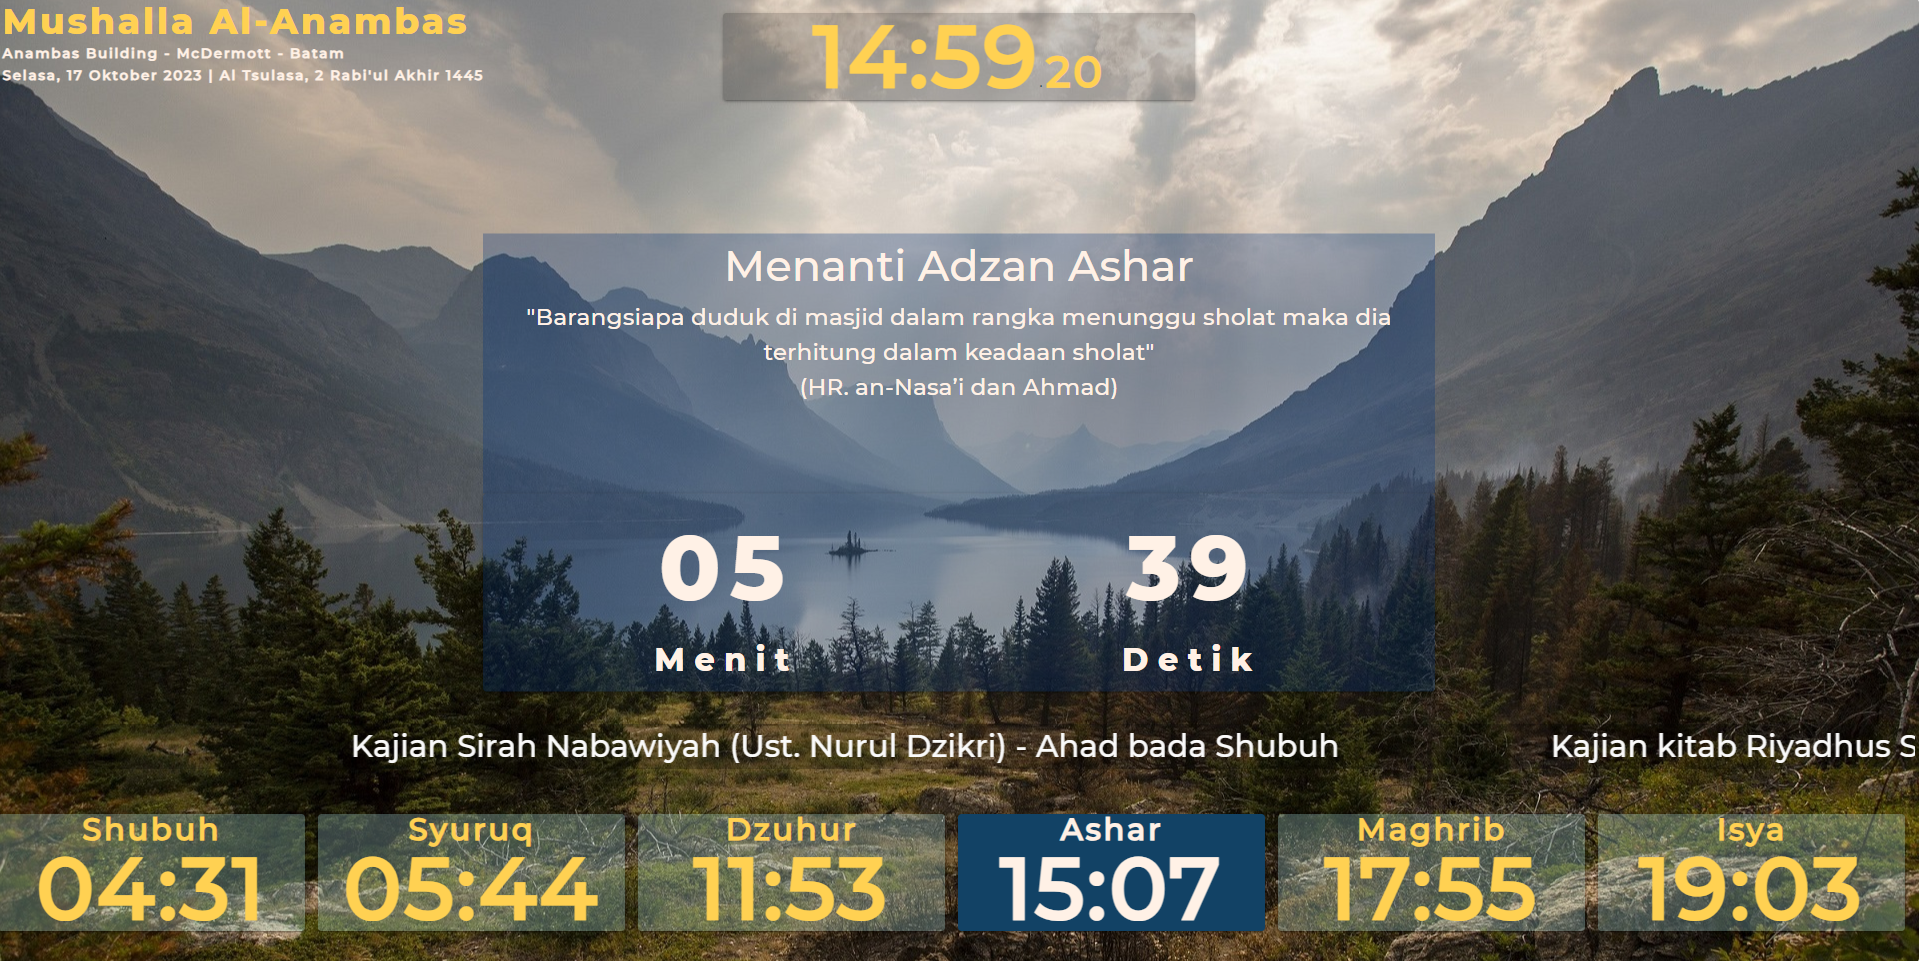 Mushalla Al-Anambas
Anambas Building - McDermott - Batam
Selasa, 17 Oktober 2023 | Al Tsulasa, 2 Rabi'ul Akhir 1445
14:59.20
Menanti Adzan Ashar
"Barangsiapa duduk di masjid dalam rangka menunggu sholat maka dia
terhitung dalam keadaan sholat"
(HR. an-Nasa’i dan Ahmad)
05 39
Menit Detik
Kajian Sirah Nabawiyah (Ust. Nurul Dzikri) - Ahad bada Shubuh Kajian kitab Riyadhus S
Shubuh Syuruq Dzuhur Ashar Maghrib Isya
04:31 05:44 11:53 15:07 17:55 19:03